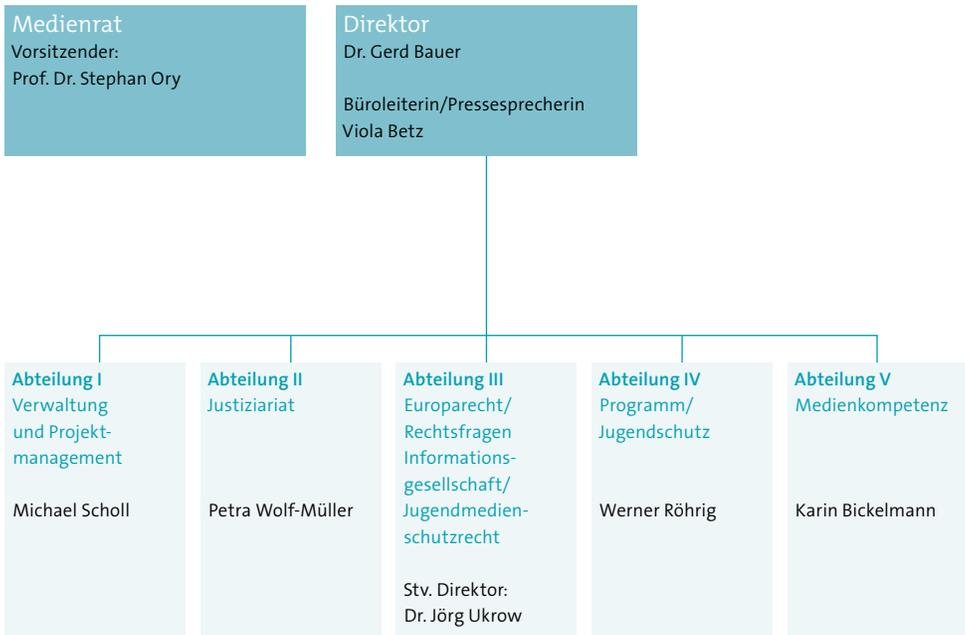 Medienrat
Vorsitzender:
Prof. Dr. Stephan Ory
Direktor
Dr. Gerd Bauer
Büroleiterin/Pressesprecherin
Viola Betz
Abteilung I
Verwaltung
und Projekt-
management
Michael Scholl
Abteilung II
Justiziariat
Petra Wolf-Müller
Abteilung III
Europarecht/
Rechtsfragen
Informations-
gesellschaft/
Jugendmedien-
schutzrecht
Stv. Direktor:
Dr. Jörg Ukrow
Abteilung IV
Programm/
Jugendschutz
Werner Röhrig
Abteilung V
Medienkompetenz
Karin Bickelmann